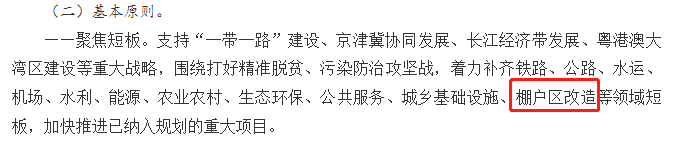 （二）基本原则。
——聚焦短板。支持“一带一路”建设、京津冀协同发展、长江经济带发展、粤港澳大
湾区建设等重大战略，围绕打好精准脱贫、污染防治攻坚战，着力补齐铁路、公路、水运、
机场、水利、能源、农业农村、生态环保、公共服务、城乡基础设施、棚户区改造等领域短
板，加快推进已纳入规划的重大项目。